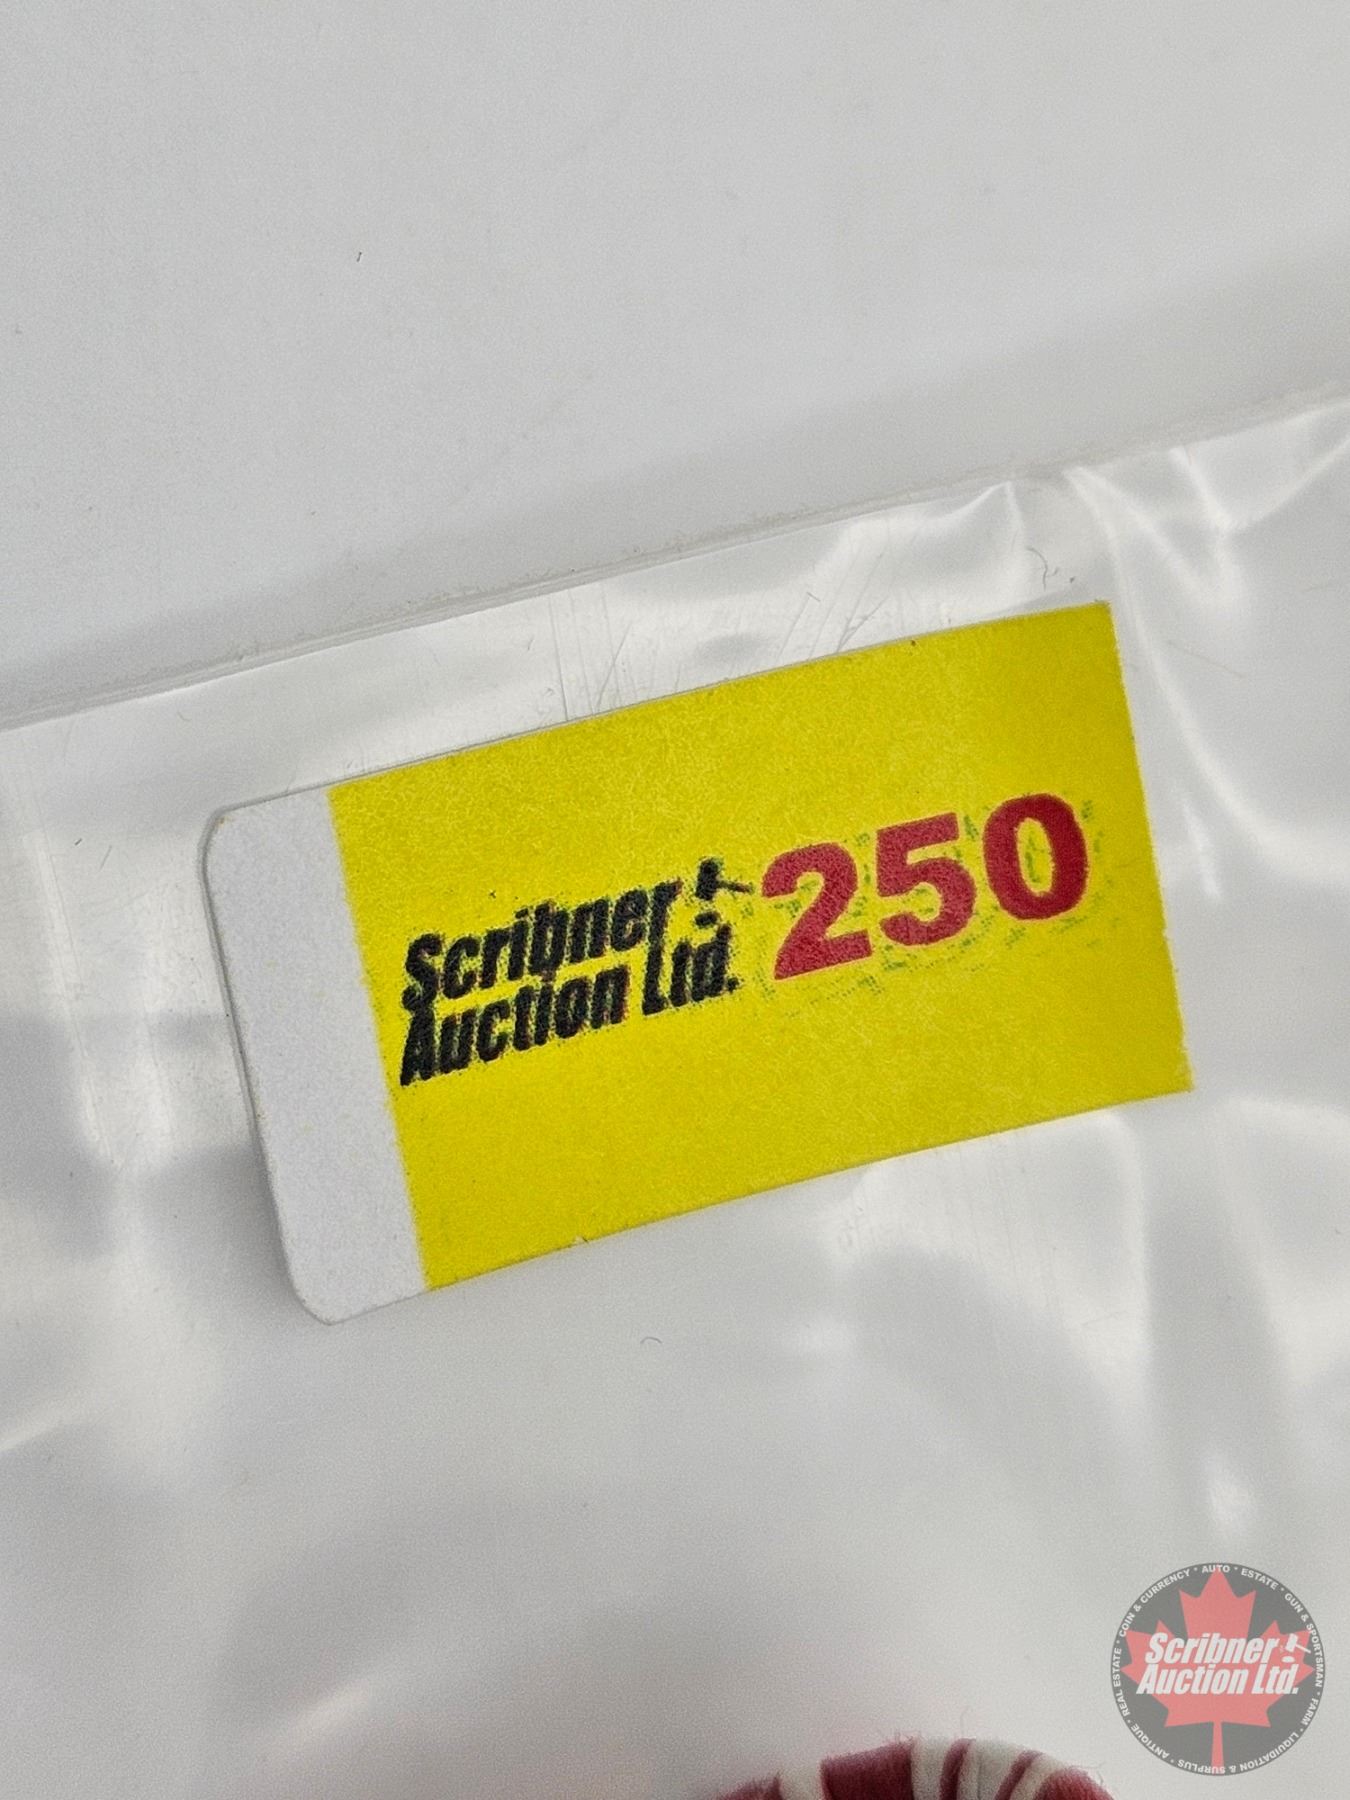 Scribner
Auction Ltd.
250
COIN & CURRENCY • AUTO • ESTATE • GUN & SPORTSMAN • FARM • LIQUIDATION & SURPLUS • ANTIQUE • REAL ESTATE •
Scribner
Auction Ltd.